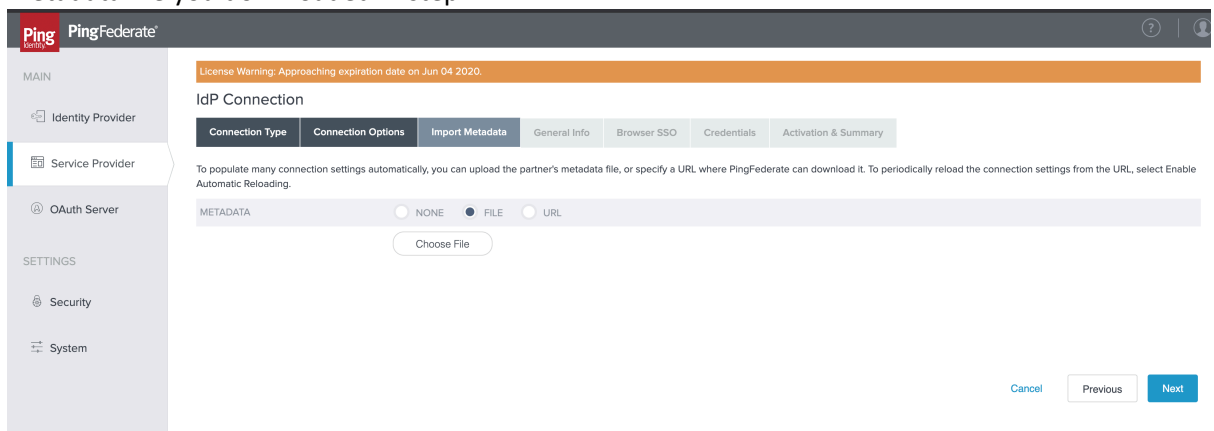 Ping
Identity
PingFederate®
?
MAIN
Identity Provider
Service Provider
OAuth Server
SETTINGS
Security
System
License Warning: Approaching expiration date on Jun 04 2020.
IdP Connection
Connection Type
Connection Options
Import Metadata
General Info
Browser SSO
Credentials
Activation & Summary
To populate many connection settings automatically, you can upload the partner's metadata file, or specify a URL where PingFederate can download it. To periodically reload the connection settings from the URL, select Enable
Automatic Reloading.
METADATA
NONE
FILE
URL
Choose File
Cancel
Previous
Next